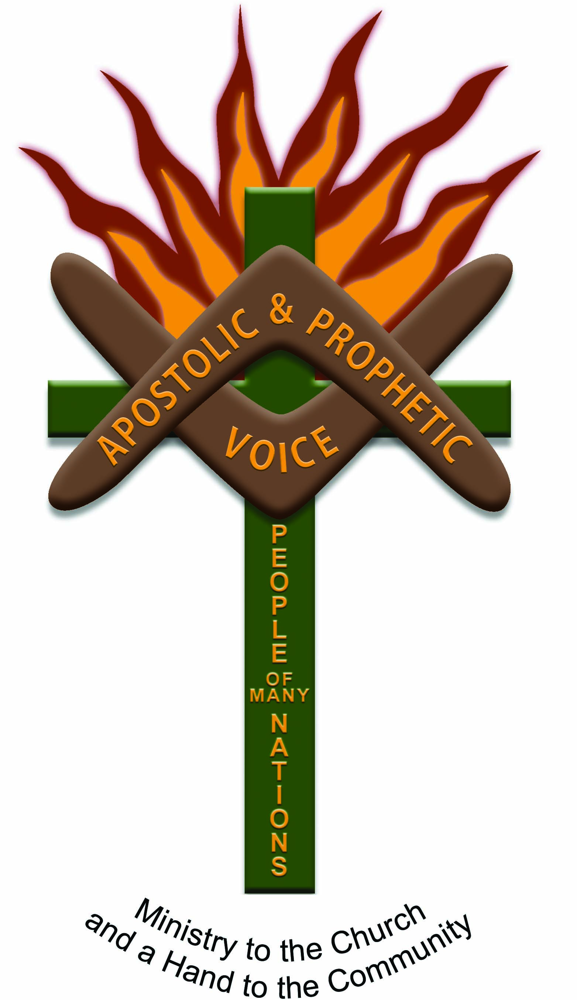 APOSTOLIC & PROPHETIC
VOICE
PEOPLE
OF
MANY
NATIONS
Ministry to the Church
and a Hand to the Community